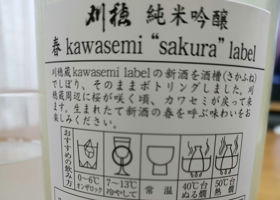 刈穂 純米吟醸
春 kawasemi "sakura" label
刈穂蔵kawasemi labelの新酒を酒槽(さかふね)
でしぼり、そのままボトリングしました。刈
穂蔵周辺に桜が咲く頃、カワセミが戻って来
ます。生まれたて新酒の春を呼ぶ味わいをお
楽しみください。
おすすめの飲み方
0~6℃ オンザロック
7~13℃ 冷やして
常温
40℃台 ぬる燗
50℃台 熱燗